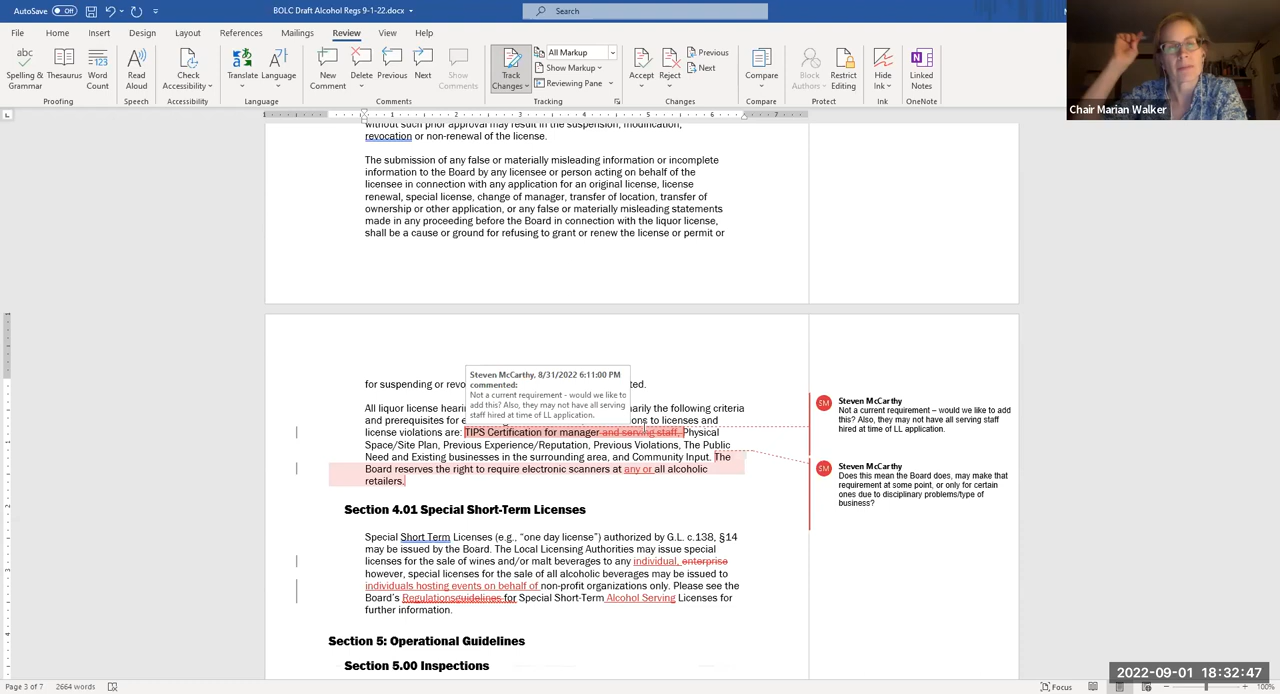 AutoSave Off
BOLC Draft Alcohol Regs 9-1-22.docx
Search
File Home Insert Design Layout References Mailings Review View Help
Spelling & Grammar
Thesaurus
Word Count
Proofing
Read Aloud
Speech
Check Accessibility
Accessibility
Translate
Language
Language
New Comment
Delete
Previous
Next
Show Comments
Comments
Track Changes
All Markup
Show Markup
Reviewing Pane
Tracking
Accept
Reject
Previous
Next
Changes
Compare
Compare
Block Authors
Restrict Editing
Protect
Hide Ink
Ink
Linked Notes
OneNote
Chair Marian Walker
without such prior approval may result in the suspension, modification,
revocation or non-renewal of the license.
The submission of any false or materially misleading information or incomplete
information to the Board by any licensee or person acting on behalf of the
licensee in connection with any application for an original license, license
renewal, special license, change of manager, transfer of location, transfer of
ownership or other application, or any false or materially misleading statements
made in any proceeding before the Board in connection with the liquor license,
shall be a cause or ground for refusing to grant or renew the license or permit or
for suspending or revo
ted.
Steven McCarthy, 8/31/2022 6:11:00 PM
commented:
Not a current requirement - would we like to
add this? Also, they may not have all serving
staff hired at time of LL application.
All liquor license heari
narily the following criteria
and prerequisites for e
ons to licenses and
license violations are: TIPS Certification for manager and serving staff, Physical
Space/Site Plan, Previous Experience/Reputation, Previous Violations, The Public
Need and Existing businesses in the surrounding area, and Community Input. The
Board reserves the right to require electronic scanners at any or all alcoholic
retailers.
Steven McCarthy
Not a current requirement – would we like to
add this? Also, they may not have all serving
staff hired at time of LL application.
Steven McCarthy
Does this mean the Board does, may make that
requirement at some point, or only for certain
ones due to disciplinary problems/type of
business?
Section 4.01 Special Short-Term Licenses
Special Short Term Licenses (e.g., “one day license”) authorized by G.L. c.138, §14
may be issued by the Board. The Local Licensing Authorities may issue special
licenses for the sale of wines and/or malt beverages to any individual, enterprise
however, special licenses for the sale of all alcoholic beverages may be issued to
individuals hosting events on behalf of non-profit organizations only. Please see the
Board’s Regulationsguidelines for Special Short-Term Alcohol Serving Licenses for
further information.
Section 5: Operational Guidelines
Section 5.00 Inspections
2022-09-01 18:32:47
Page 3 of 7 2664 words
Focus
100%